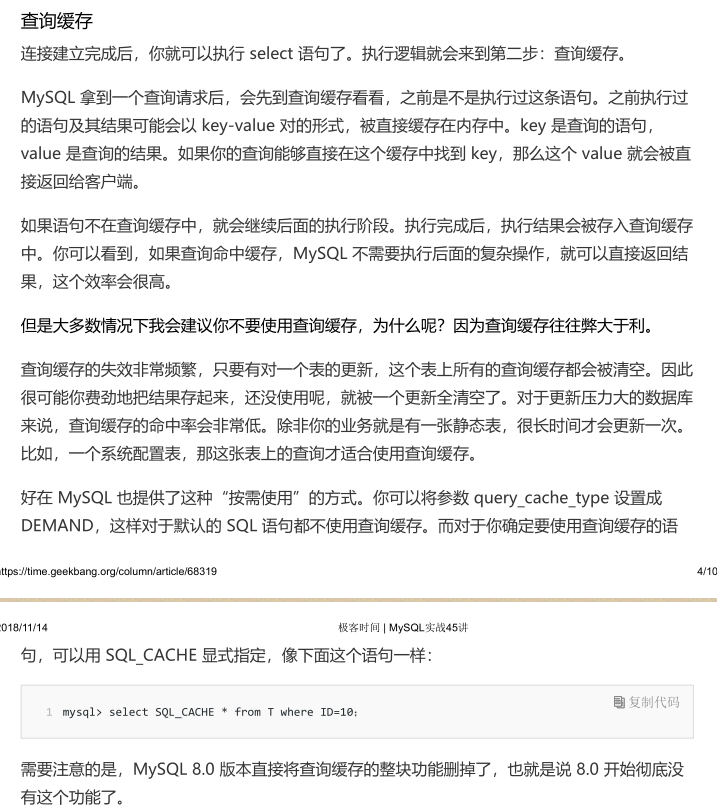 查询缓存
连接建立完成后，你就可以执行 select 语句了。执行逻辑就会来到第二步：查询缓存。
MySQL 拿到一个查询请求后，会先到查询缓存看看，之前是不是执行过这条语句。之前执行过
的语句及其结果可能会以 key-value 对的形式，被直接缓存在内存中。key 是查询的语句，
value 是查询的结果。如果你的查询能够直接在这个缓存中找到 key，那么这个 value 就会被直
接返回给客户端。
如果语句不在查询缓存中，就会继续后面的执行阶段。执行完成后，执行结果会被存入查询缓存
中。你可以看到，如果查询命中缓存，MySQL 不需要执行后面的复杂操作，就可以直接返回结
果，这个效率会很高。
但是大多数情况下我会建议你不要使用查询缓存，为什么呢？因为查询缓存往往弊大于利。
查询缓存的失效非常频繁，只要有对一个表的更新，这个表上所有的查询缓存都会被清空。因此
很可能你费劲地把结果存起来，还没使用呢，就被一个更新全清空了。对于更新压力大的数据库
来说，查询缓存的命中率会非常低。除非你的业务就是有一张静态表，很长时间才会更新一次。
比如，一个系统配置表，那这张表上的查询才适合使用查询缓存。
好在 MySQL 也提供了这种“按需使用”的方式。你可以将参数 query_cache_type 设置成
DEMAND，这样对于默认的 SQL 语句都不使用查询缓存。而对于你确定要使用查询缓存的语
ttps://time.geekbang.org/column/article/68319 4/10
2018/11/14 极客时间 | MySQL实战45讲
句，可以用 SQL_CACHE 显式指定，像下面这个语句一样：
复制代码
1 mysql> select SQL_CACHE * from T where ID=10;
需要注意的是，MySQL 8.0 版本直接将查询缓存的整块功能删掉了，也就是说 8.0 开始彻底没
有这个功能了。